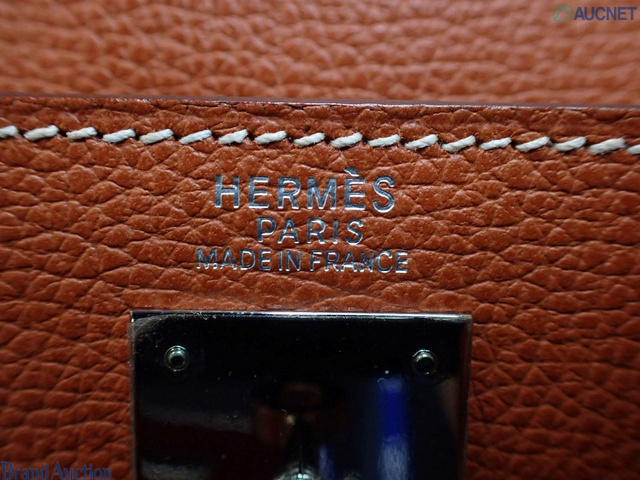 AUCNET
HERMÈS
PARIS
MADE IN FRANCE
Brand Auction